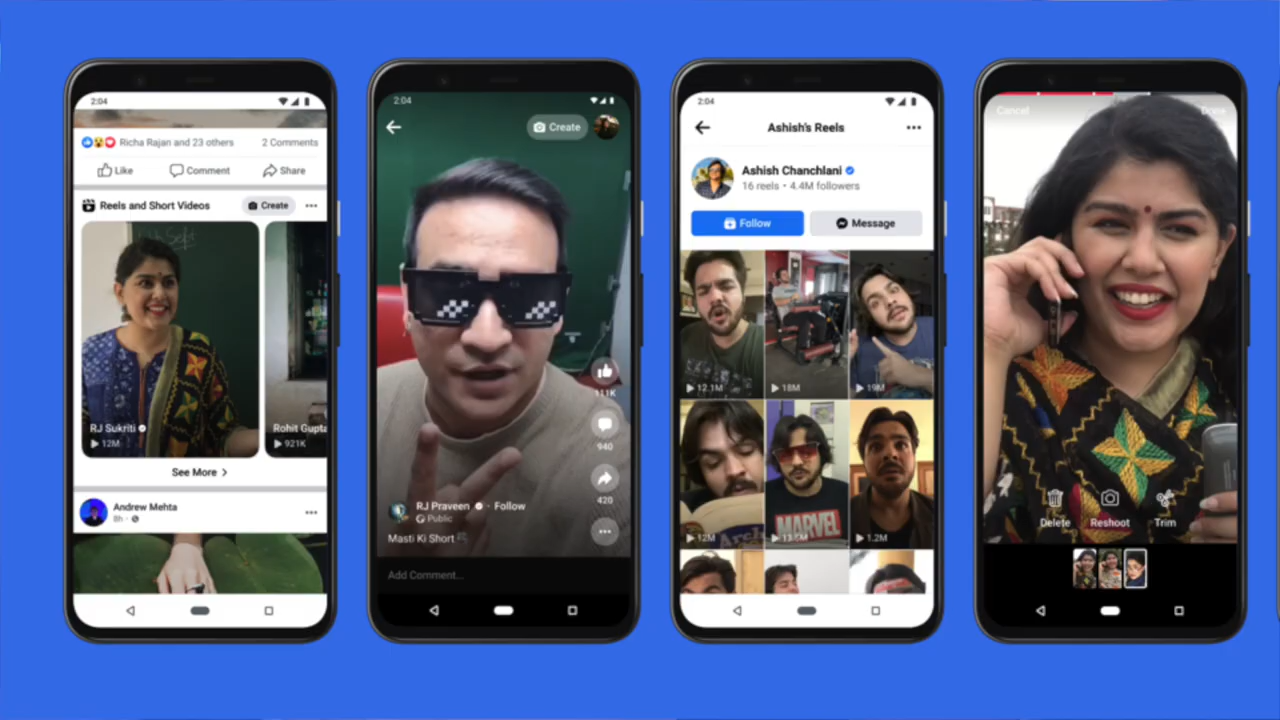 2:04
Richa Rajan and 23 others 2 Comments
Like Comment Share
Reels and Short Videos Create
RJ Sukriti
12M
Rohit Gupta
921K
See More
Andrew Mehta
8h
2:04
Create
111K
940
420
RJ Praveen · Follow
Public
Masti Ki Short
Add Comment...
2:04
Ashish's Reels
Ashish Chanchlani
16 reels • 4.4M followers
Follow Message
12.1M 18M 19M
MARVEL
12M 1.2M
Cancel Done
Delete Reshoot Trim